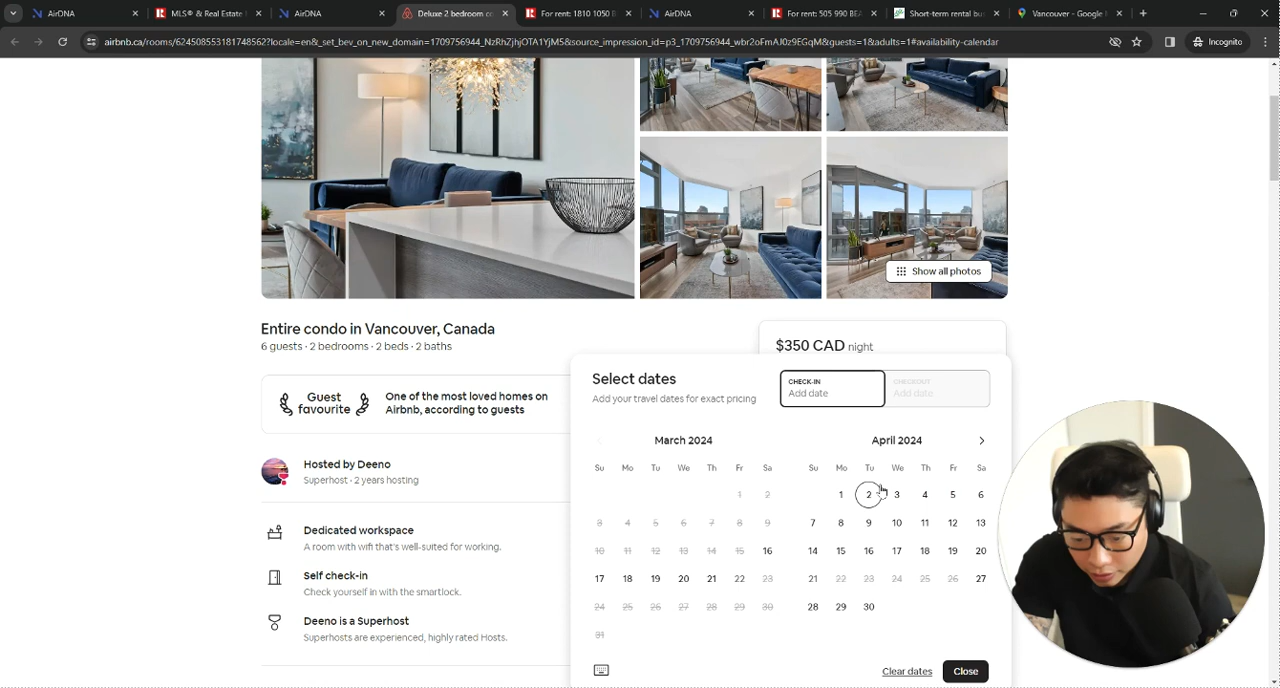 AirDNA
MLS® & Real Estate
AirDNA
Deluxe 2 bedroom co
For rent: 1810 1050 B
AirDNA
For rent: 505 990 BEA
Short-term rental bu
Vancouver - Google
airbnb.ca/rooms/624508553181748562?locale=en&_set_bev_on_new_domain=1709756944_NzRhZjhjOTA1YjM5&source_impression_id=p3_1709756944_wbr2oFmAJ0z9EGqM&guests=1&adults=1#availability-calendar
Incognito
Show all photos
Entire condo in Vancouver, Canada
6 guests · 2 bedrooms · 2 beds · 2 baths
$350 CAD night
Guest favourite
One of the most loved homes on
Airbnb, according to guests
Hosted by Deeno
Superhost · 2 years hosting
Dedicated workspace
A room with wifi that's well-suited for working.
Self check-in
Check yourself in with the smartlock.
Deeno is a Superhost
Superhosts are experienced, highly rated Hosts.
Select dates
Add your travel dates for exact pricing
CHECK-IN
Add date
CHECKOUT
Add date
March 2024
Su Mo Tu We Th Fr Sa
1 2
3 4 5 6 7 8 9
10 11 12 13 14 15 16
17 18 19 20 21 22 23
24 25 26 27 28 29 30
31
April 2024
Su Mo Tu We Th Fr Sa
1 2 3 4 5 6
7 8 9 10 11 12 13
14 15 16 17 18 19 20
21 22 23 24 25 26 27
28 29 30
Clear dates
Close